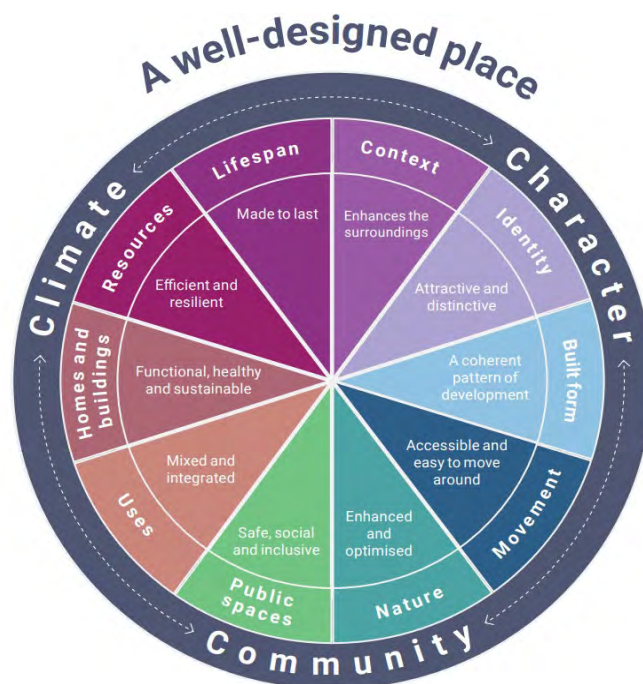 A well-designed place
Climate
Character
Community
Context
Enhances the
surroundings
Identity
Attractive and
distinctive
Built form
A coherent
pattern of
development
Movement
Accessible and
easy to move
around
Nature
Enhanced
and
optimised
Public
spaces
Safe, social
and inclusive
Uses
Mixed and
integrated
Homes and
buildings
Functional, healthy
and sustainable
Resources
Efficient and
resilient
Lifespan
Made to last